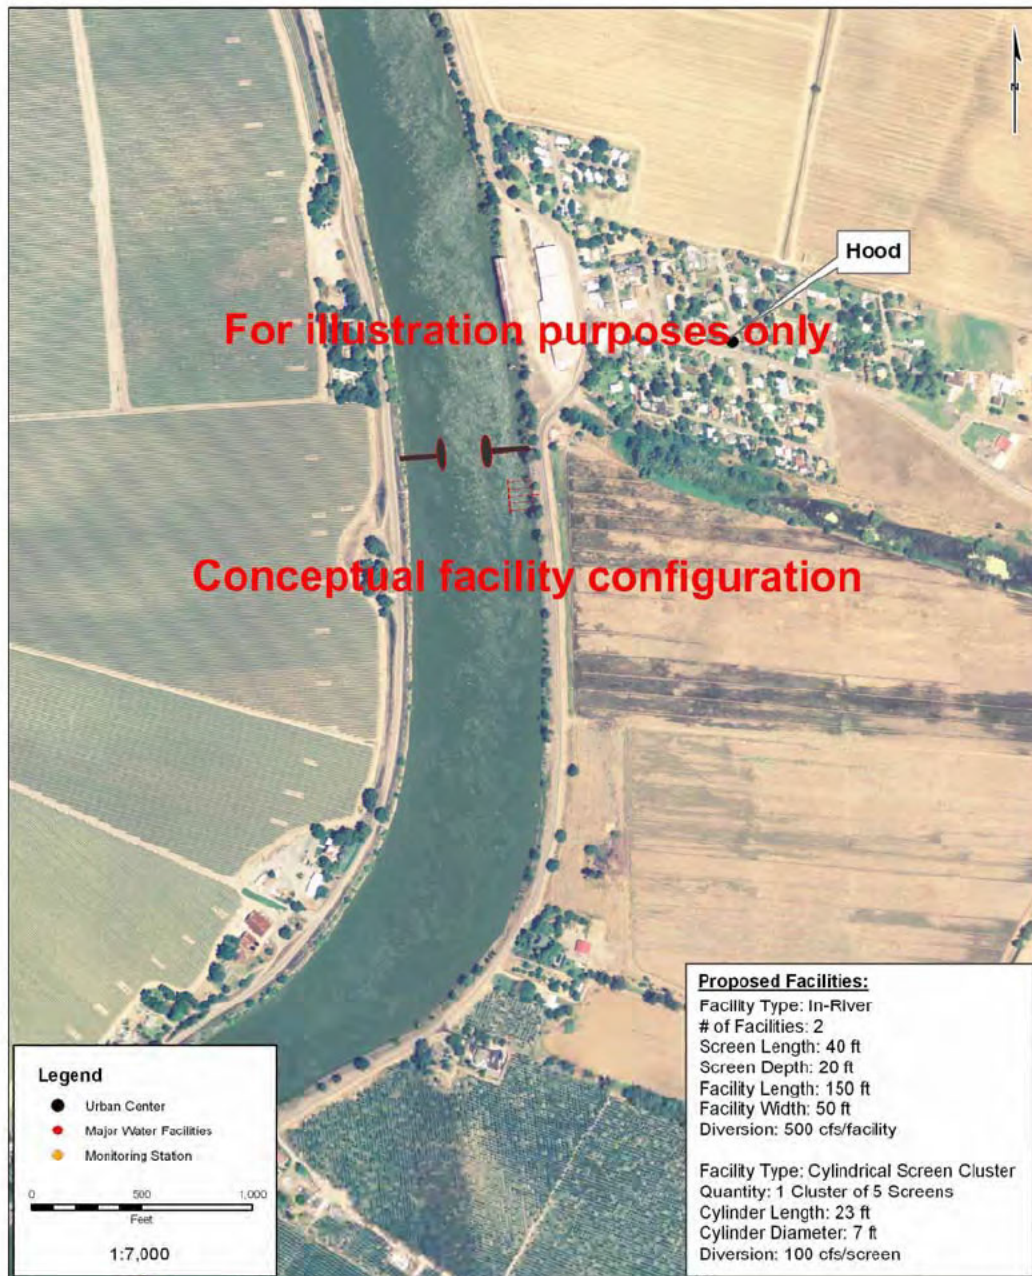 N
Hood
For illustration purposes only
Conceptual facility configuration
Proposed Facilities:
Facility Type: In-River
# of Facilities: 2
Screen Length: 40 ft
Screen Depth: 20 ft
Facility Length: 150 ft
Facility Width: 50 ft
Diversion: 500 cfs/facility
Facility Type: Cylindrical Screen Cluster
Quantity: 1 Cluster of 5 Screens
Cylinder Length: 23 ft
Cylinder Diameter: 7 ft
Diversion: 100 cfs/screen
Legend
Urban Center
Major Water Facilities
Monitoring Station
0 500 1,000
Feet
1:7,000